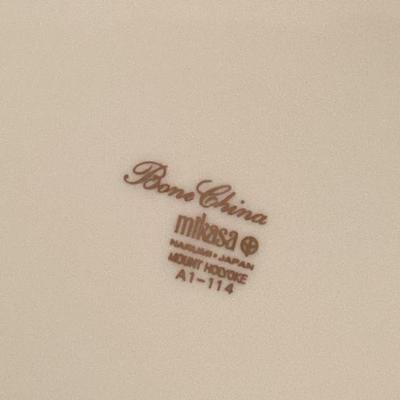 Bone China
mikasa
NARUMI • JAPAN
MOUNT HOLYOKE
A1-114